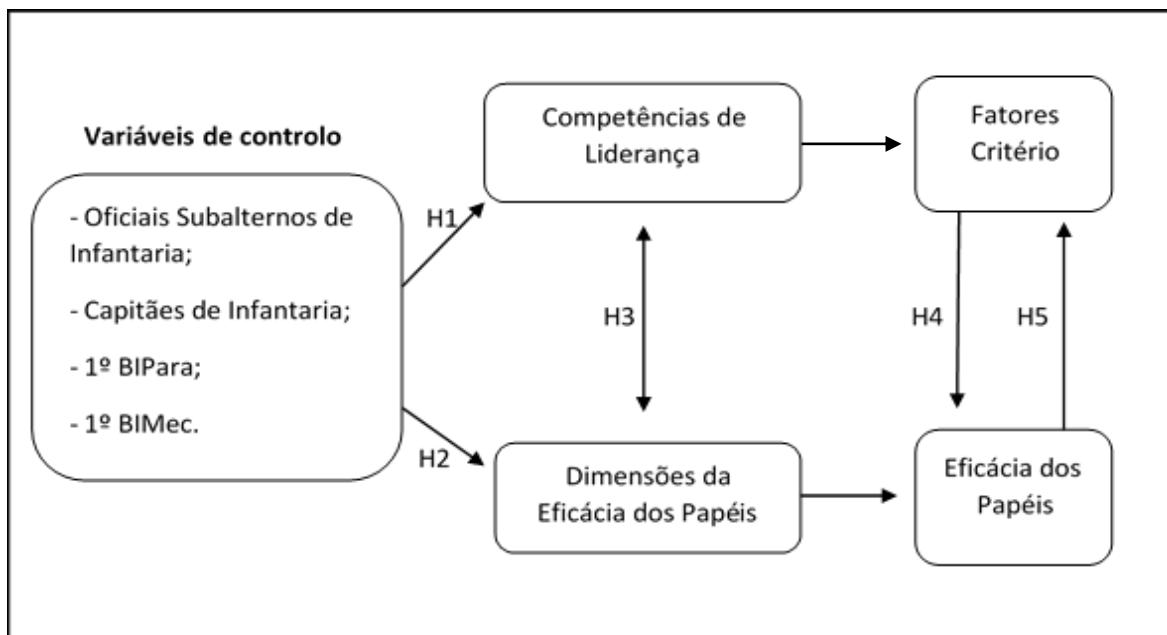 Variáveis de controlo
- Oficiais Subalternos de
Infantaria;
- Capitães de Infantaria;
- 1º BIPara;
- 1º BIMec.
H1
H2
Competências de
Liderança
H3
Dimensões da
Eficácia dos Papéis
Fatores
Critério
H4
H5
Eficácia dos
Papéis